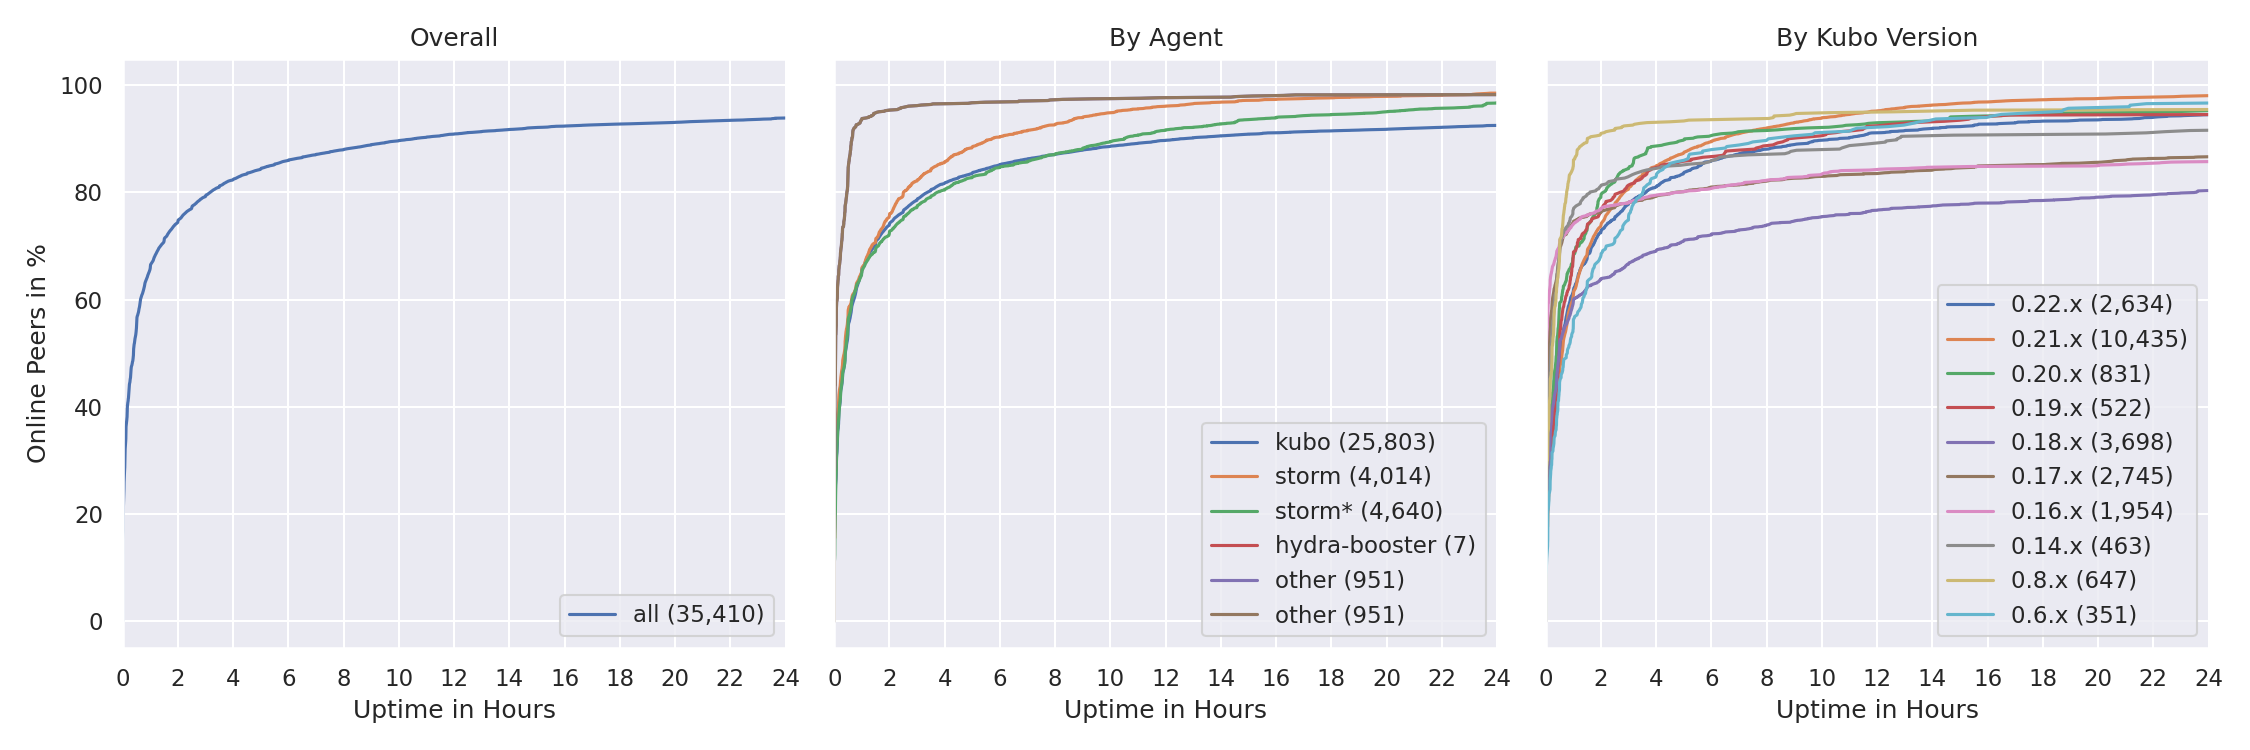 Overall
By Agent
By Kubo Version
Online Peers in %
100
80
60
40
20
0
all (35,410)
0 2 4 6 8 10 12 14 16 18 20 22 24
Uptime in Hours
kubo (25,803)
storm (4,014)
storm* (4,640)
hydra-booster (7)
other (951)
other (951)
0 2 4 6 8 10 12 14 16 18 20 22 24
Uptime in Hours
0.22.x (2,634)
0.21.x (10,435)
0.20.x (831)
0.19.x (522)
0.18.x (3,698)
0.17.x (2,745)
0.16.x (1,954)
0.14.x (463)
0.8.x (647)
0.6.x (351)
0 2 4 6 8 10 12 14 16 18 20 22 24
Uptime in Hours